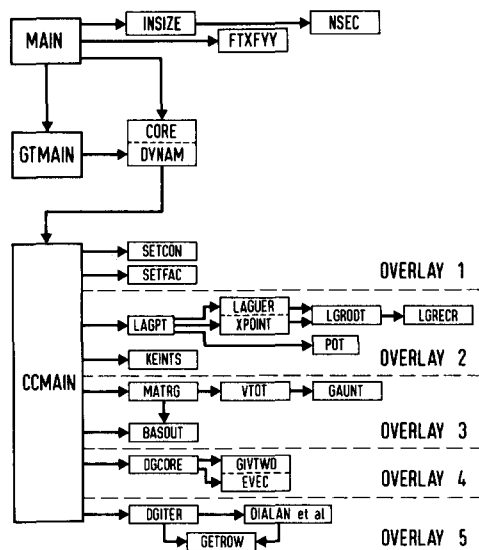 INSIZE
NSEC
MAIN
FTXFYY
CORE
GTMAIN
DYNAM
SETCON
SETFAC
OVERLAY 1
LAGUER
LAGPT
XPOINT
LGROOT
LGRECR
POT
KEINTS
OVERLAY 2
CCMAIN
MATRG
VTOT
GAUNT
BASOUT
OVERLAY 3
DGCORE
GIVTWO
EVEC
OVERLAY 4
DGITER
DIALAN et al
GETROW
OVERLAY 5